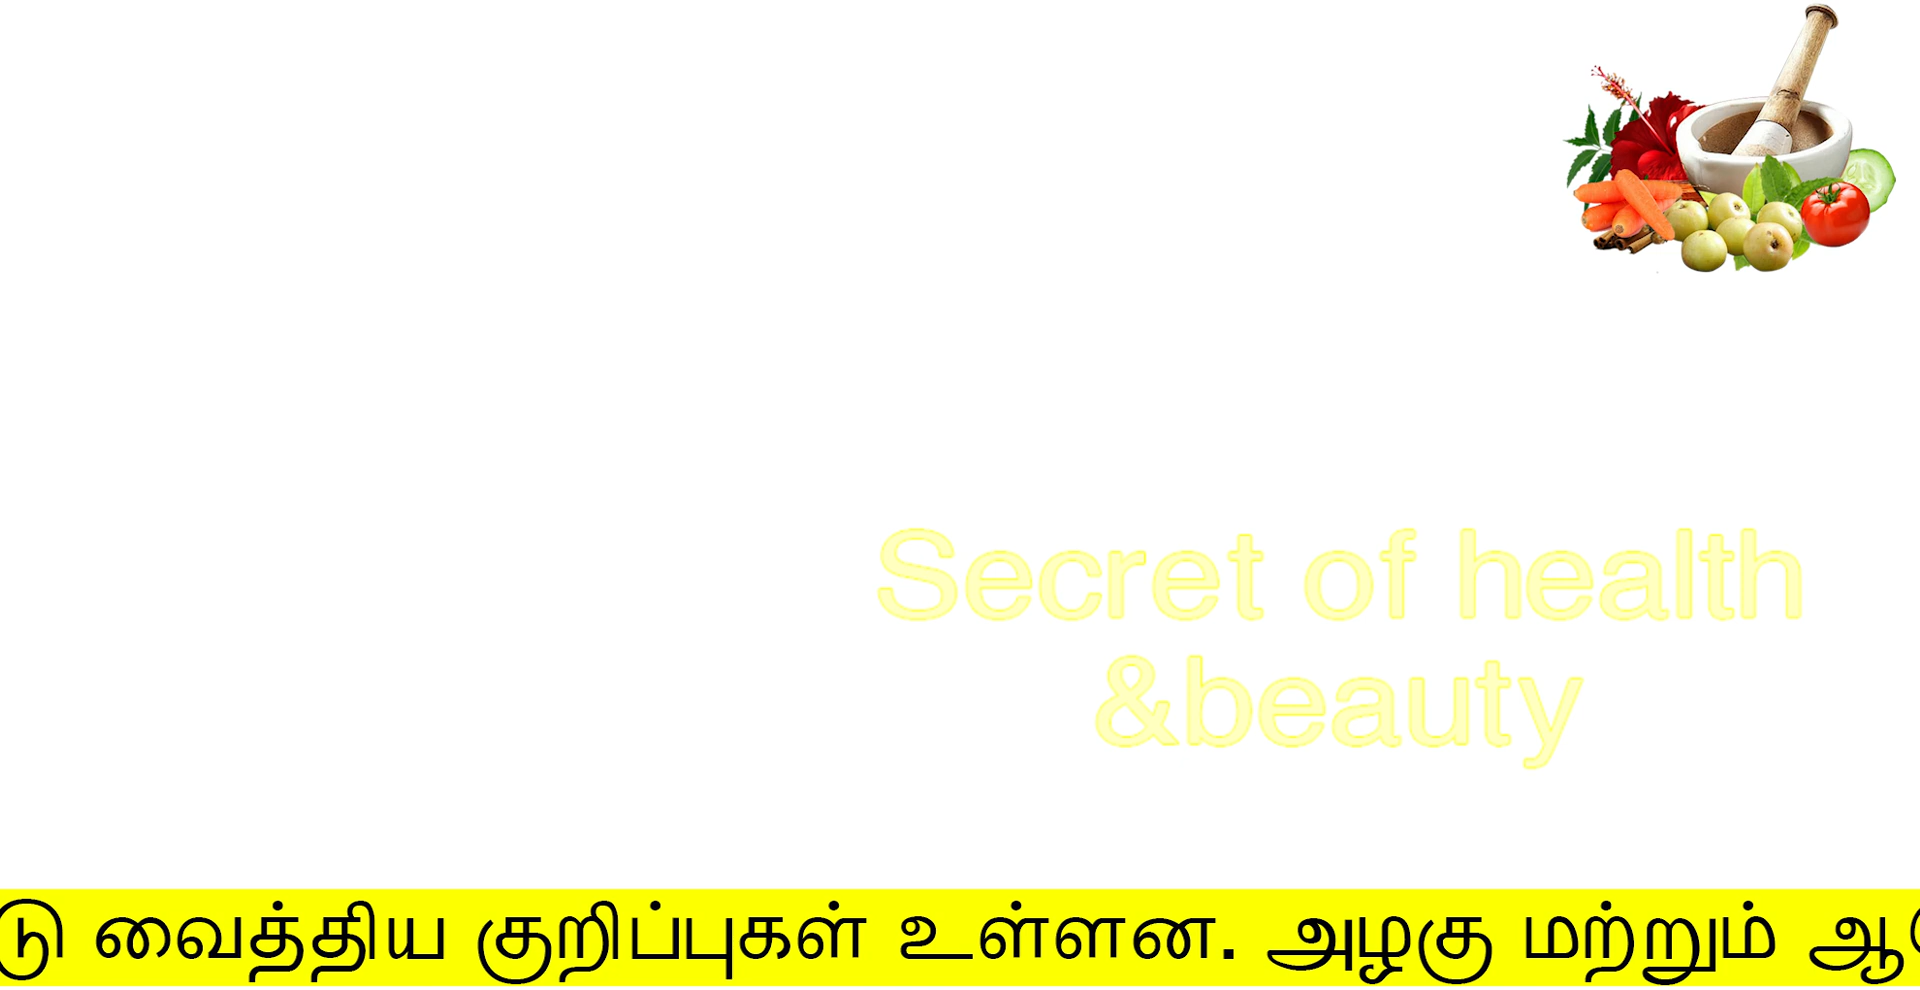 Secret of health
&beauty
வைத்திய குறிப்புகள் உள்ளன. அழகு மற்றும்